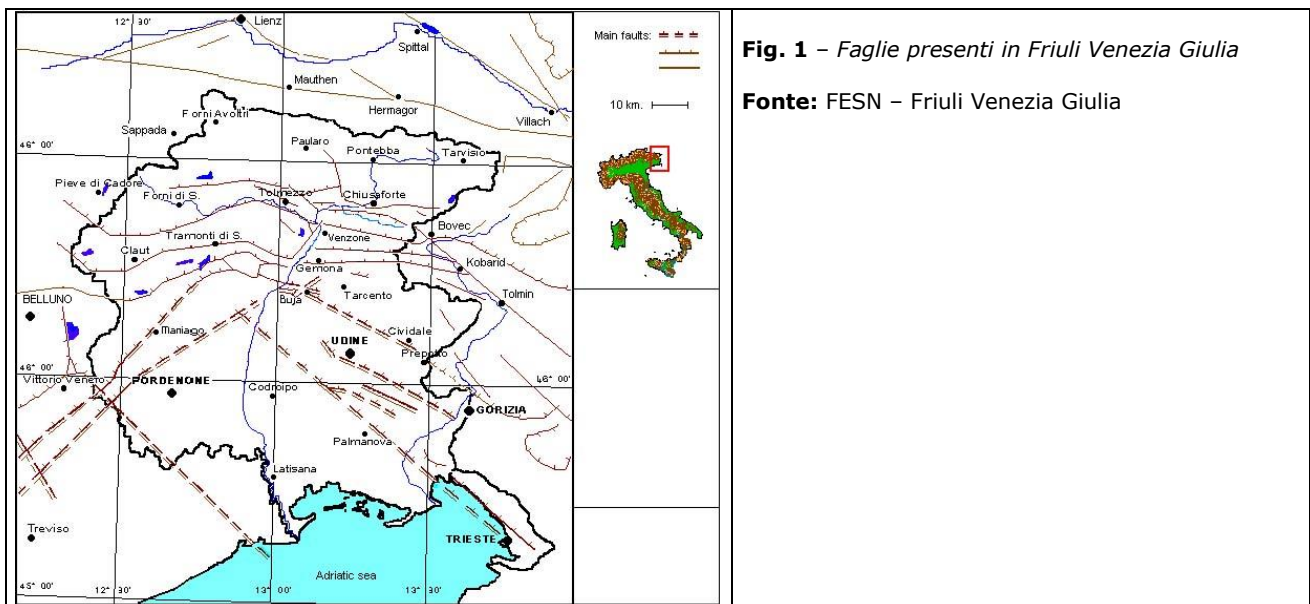 12° 30'
Lienz
Spittal
Main faults:
Mauthen
Hermagor
10 km.
Villach
Forni Avoltri
Sappada
46° 00'
Paularo
Pontebba
Tarvisio
Pieve di Cadore
Forni di S.
Tolmezzo
Chiusaforte
Tramonti di S.
Venzone
Bovec
Claut
Gemona
Kobarid
BELLUNO
Buja
Tarcento
Tolmin
Maniago
UDINE
Cividale
Prepotto
46° 00'
46° 00'
Vittorio Veneto
PORDENONE
Codroipo
GORIZIA
Palmanova
Latisana
Treviso
TRIESTE
Adriatic sea
45° 00'
12° 30'
13° 00'
13° 30'
Fig. 1 – Faglie presenti in Friuli Venezia Giulia
Fonte: FESN – Friuli Venezia Giulia